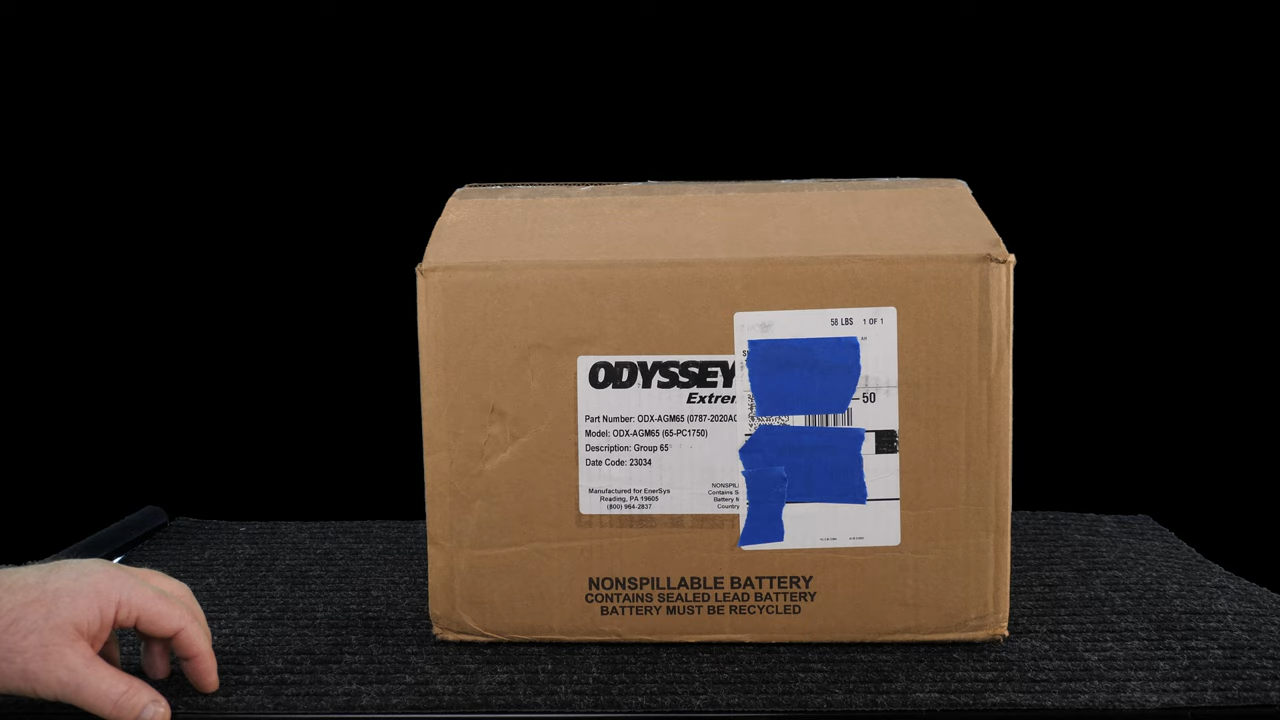 58 LBS 1 OF 1
ODYSSEY
Extrem
Part Number: ODX-AGM65 (0787-2020A0
Model: ODX-AGM65 (65-PC1750)
Description: Group 65
Date Code: 23034
50
Manufactured for EnerSys
Reading, PA 19605
(800) 964-2837
NONSPILL
Contains S
Battery M
Country
NONSPILLABLE BATTERY
CONTAINS SEALED LEAD BATTERY
BATTERY MUST BE RECYCLED